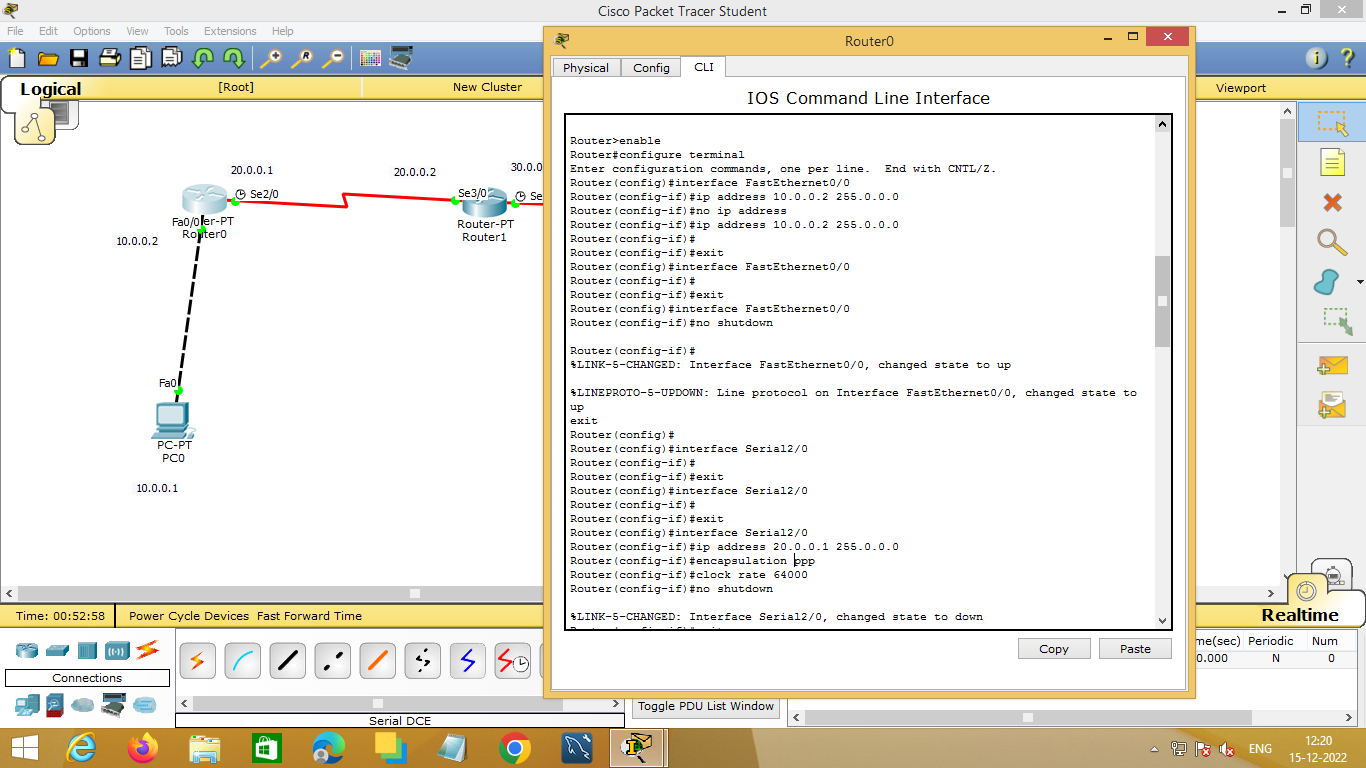 Cisco Packet Tracer Student
File Edit Options View Tools Extensions Help
Logical
[Root]
New Cluster
Viewport
20.0.0.1
20.0.0.2
30.0.0
Se2/0
Se3/0
Se
Fa0/0
er-PT
Router0
10.0.0.2
Router-PT
Router1
Fa0
PC-PT
PC0
10.0.0.1
Router0
Physical Config CLI
IOS Command Line Interface
Router>enable
Router#configure terminal
Enter configuration commands, one per line.  End with CNTL/Z.
Router(config)#interface FastEthernet0/0
Router(config-if)#ip address 10.0.0.2 255.0.0.0
Router(config-if)#no ip address
Router(config-if)#ip address 10.0.0.2 255.0.0.0
Router(config-if)#
Router(config-if)#exit
Router(config)#interface FastEthernet0/0
Router(config-if)#
Router(config-if)#exit
Router(config)#interface FastEthernet0/0
Router(config-if)#no shutdown
Router(config-if)#
%LINK-5-CHANGED: Interface FastEthernet0/0, changed state to up
%LINEPROTO-5-UPDOWN: Line protocol on Interface FastEthernet0/0, changed state to
up
exit
Router(config)#
Router(config)#interface Serial2/0
Router(config-if)#
Router(config-if)#exit
Router(config)#interface Serial2/0
Router(config-if)#
Router(config-if)#exit
Router(config)#interface Serial2/0
Router(config-if)#ip address 20.0.0.1 255.0.0.0
Router(config-if)#encapsulation ppp
Router(config-if)#clock rate 64000
Router(config-if)#no shutdown
%LINK-5-CHANGED: Interface Serial2/0, changed state to down
Copy Paste
Time: 00:52:58 Power Cycle Devices Fast Forward Time
Realtime
Connections
Serial DCE
Toggle PDU List Window
me(sec) Periodic Num
0.000 N 0
ENG
12:20
15-12-2022